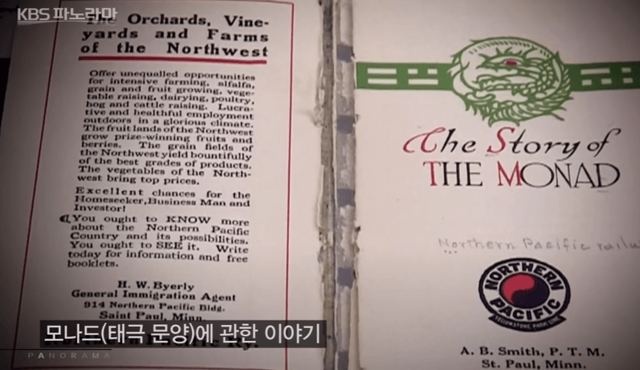 KBS 파노라마
The Orchards, Vine-
yards and Farms
of the Northwest
Offer unequalled opportunities
for intensive farming, alfalfa,
grain and fruit growing, vege-
table raising, dairying, poultry,
hog and cattle raising. Lucra-
tive and healthful employment
outdoors in a glorious climate.
The fruit lands of the Northwest
grow prize-winning fruits and
berries. The grain fields of
the Northwest yield bountifully
of the best grades of products.
The vegetables of the North-
west bring top prices.
Excellent chances for the
Homeseeker, Business Man and
Investor!
You ought to KNOW more
about the Northern Pacific
Country and its possibilities.
You ought to SEE it. Write
today for information and free
booklets.
H. W. Byerly
General Immigration Agent
914 Northern Pacific Bldg.
Saint Paul, Minn.
The Story of
THE MONAD
Northern Pacific railw
NORTHERN
PACIFIC
YELLOWSTONE PARK LINE
A. B. Smith, P. T. M.
St. Paul, Minn.
모나드(태극 문양)에 관한 이야기
PANORAMA